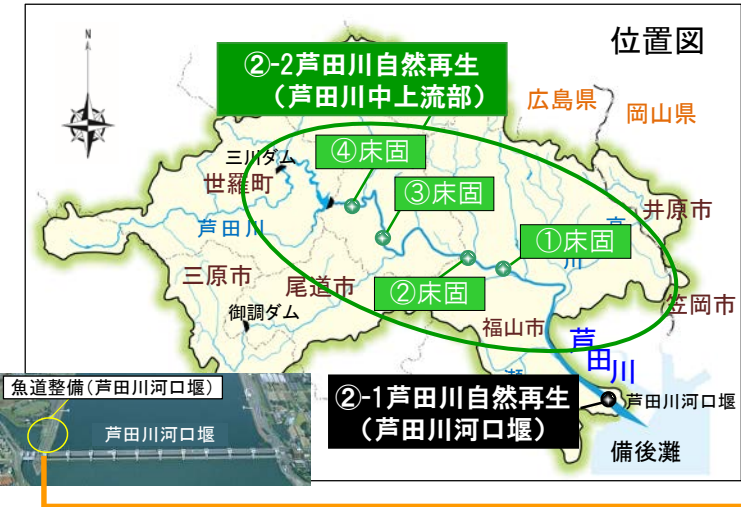 位置図
N
②-2芦田川自然再生
(芦田川中上流部)
広島県
岡山県
三川ダム
④床固
世羅町
③床固
井原市
芦田川
①床固
川
三原市
尾道市
②床固
笠岡市
御調ダム
福山市
芦田川
魚道整備(芦田川河口堰)
②-1芦田川自然再生
(芦田川河口堰)
芦田川河口堰
芦田川河口堰
備後灘